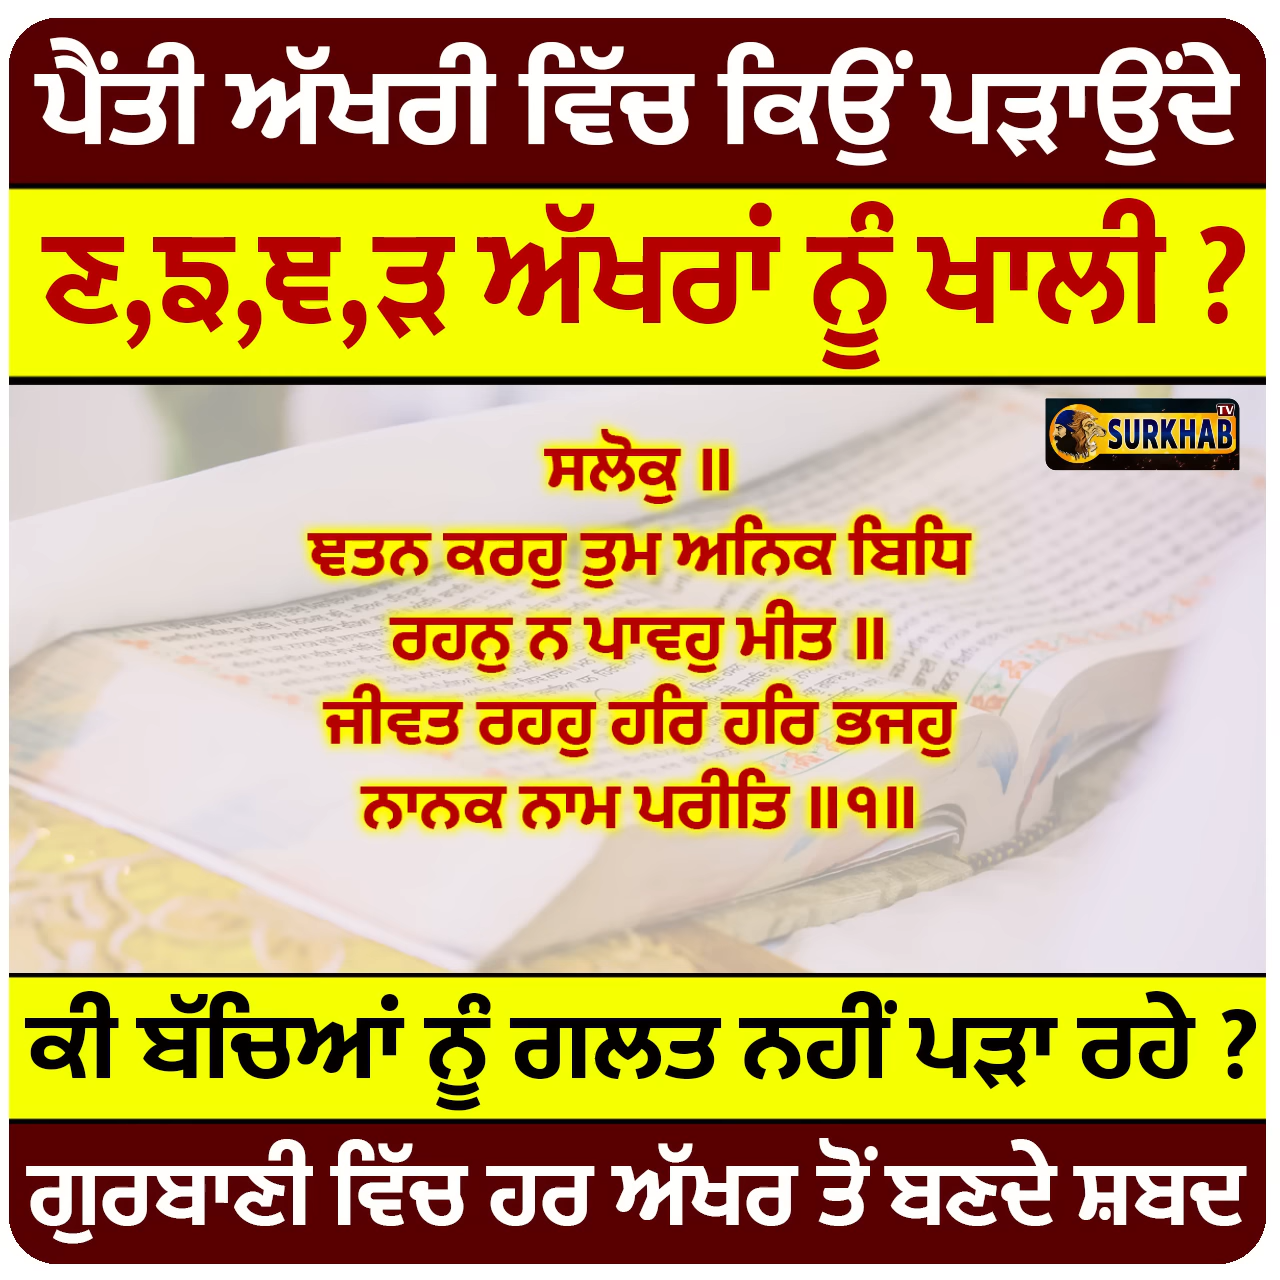 ਪੈਂਤੀ ਅੱਖਰੀ ਵਿੱਚ ਕਿਉਂ ਪੜਾਉਂਦੇ
ਣ,ਙ,ਞ,ੜ ਅੱਖਰਾਂ ਨੂੰ ਖਾਲੀ ?
TV
SURKHAB
ਸਲੋਕੁ ॥
ਞਤਨ ਕਰਹੁ ਤੁਮ ਅਨਿਕ ਬਿਧਿ
ਰਹਨੁ ਨ ਪਾਵਹੁ ਮੀਤ ॥
ਜੀਵਤ ਰਹਹੁ ਹਰਿ ਹਰਿ ਭਜਹੁ
ਨਾਨਕ ਨਾਮ ਪਰੀਤਿ ॥੧॥
ਕੀ ਬੱਚਿਆਂ ਨੂੰ ਗਲਤ ਨਹੀਂ ਪੜਾ ਰਹੇ ?
ਗੁਰਬਾਣੀ ਵਿੱਚ ਹਰ ਅੱਖਰ ਤੋਂ ਬਣਦੇ ਸ਼ਬਦ